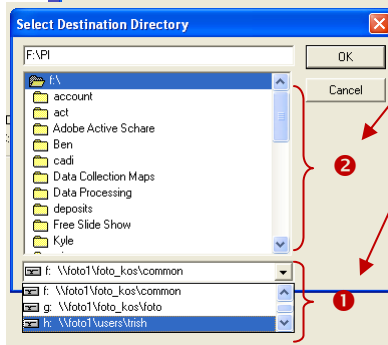 Select Destination Directory
F:\PI
OK
Cancel
f:\
account
act
Adobe Active Schare
Ben
cadi
Data Collection Maps
Data Processing
deposits
Free Slide Show
Kyle
2
f: \\foto1\foto_kos\common
f: \\foto1\foto_kos\common
g: \\foto1\foto_kos\foto
h: \\foto1\users\trish
1